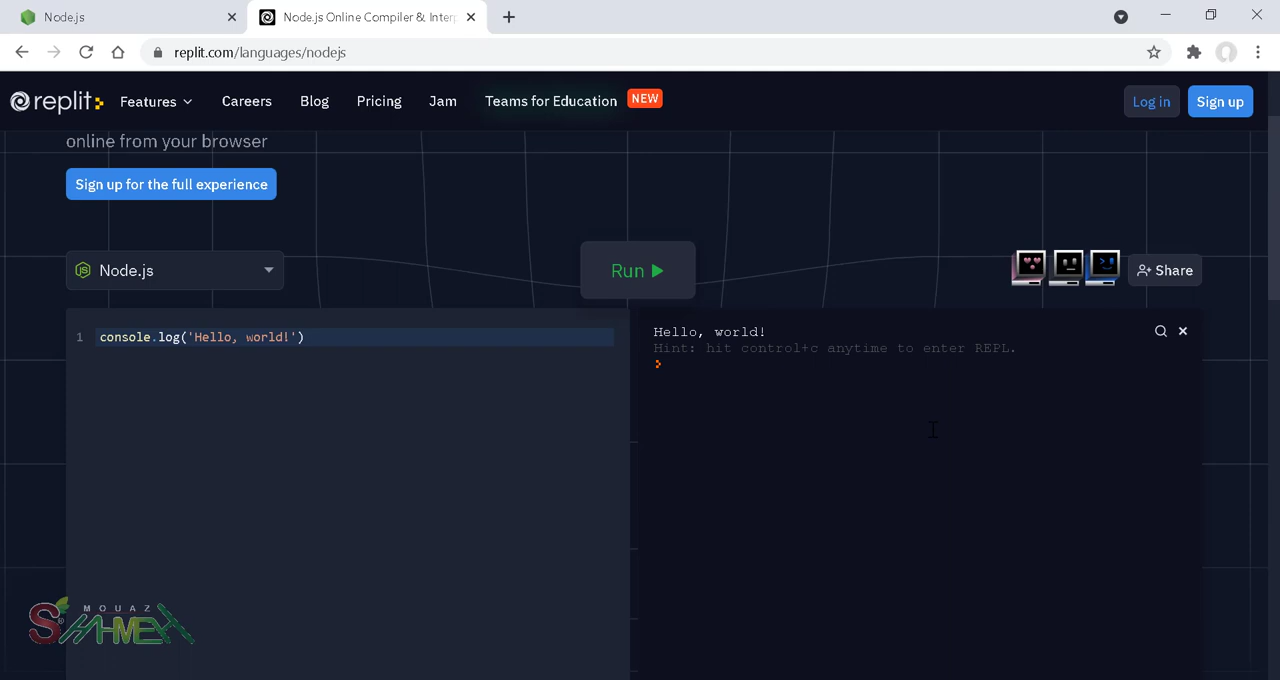 Node.js
Node.js Online Compiler & Interp
replit.com/languages/nodejs
replit
Features
Careers
Blog
Pricing
Jam
Teams for Education
NEW
Log in
Sign up
online from your browser
Sign up for the full experience
JS Node.js
Run
Share
1 console.log('Hello, world!')
Hello, world!
Hint: hit control+c anytime to enter REPL.
MOUAZ